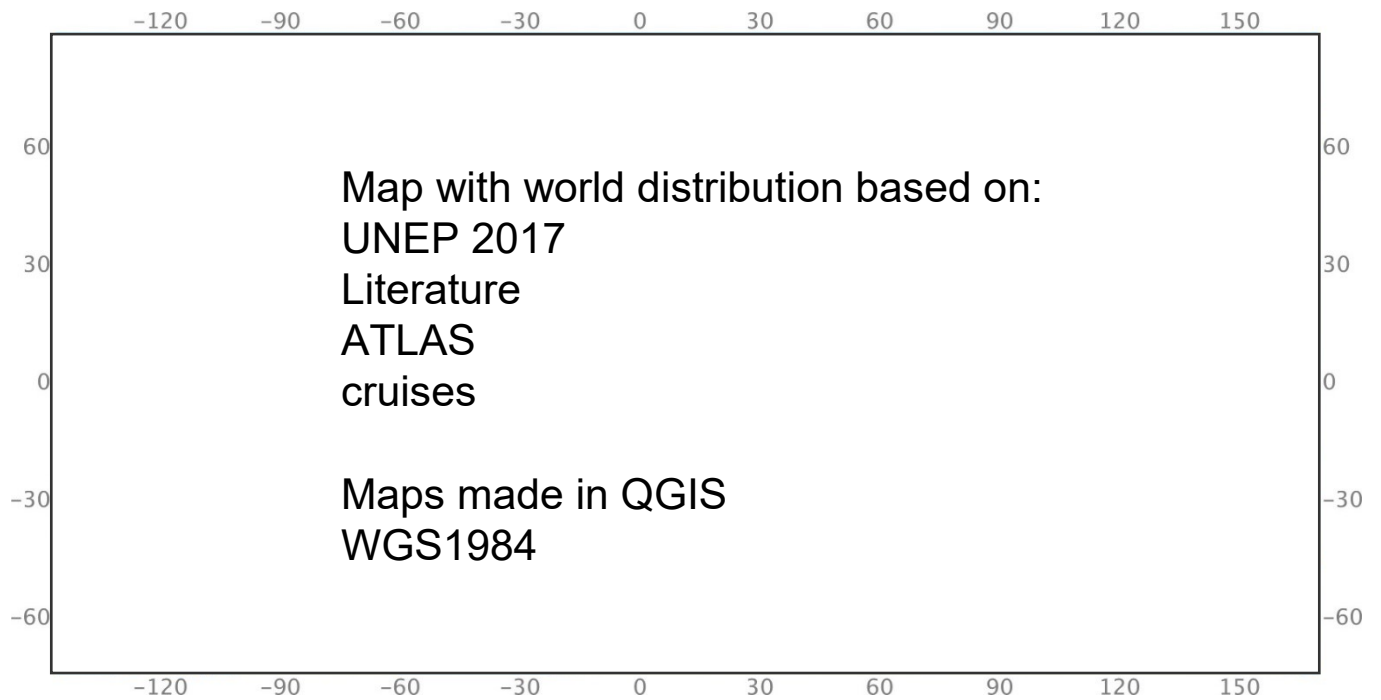 −120 −90 −60 −30 0 30 60 90 120 150
60 60
Map with world distribution based on:
UNEP 2017
30 30
Literature
ATLAS
0 0
cruises
Maps made in QGIS
−30 −30
WGS1984
−60 −60
−120 −90 −60 −30 0 30 60 90 120 150